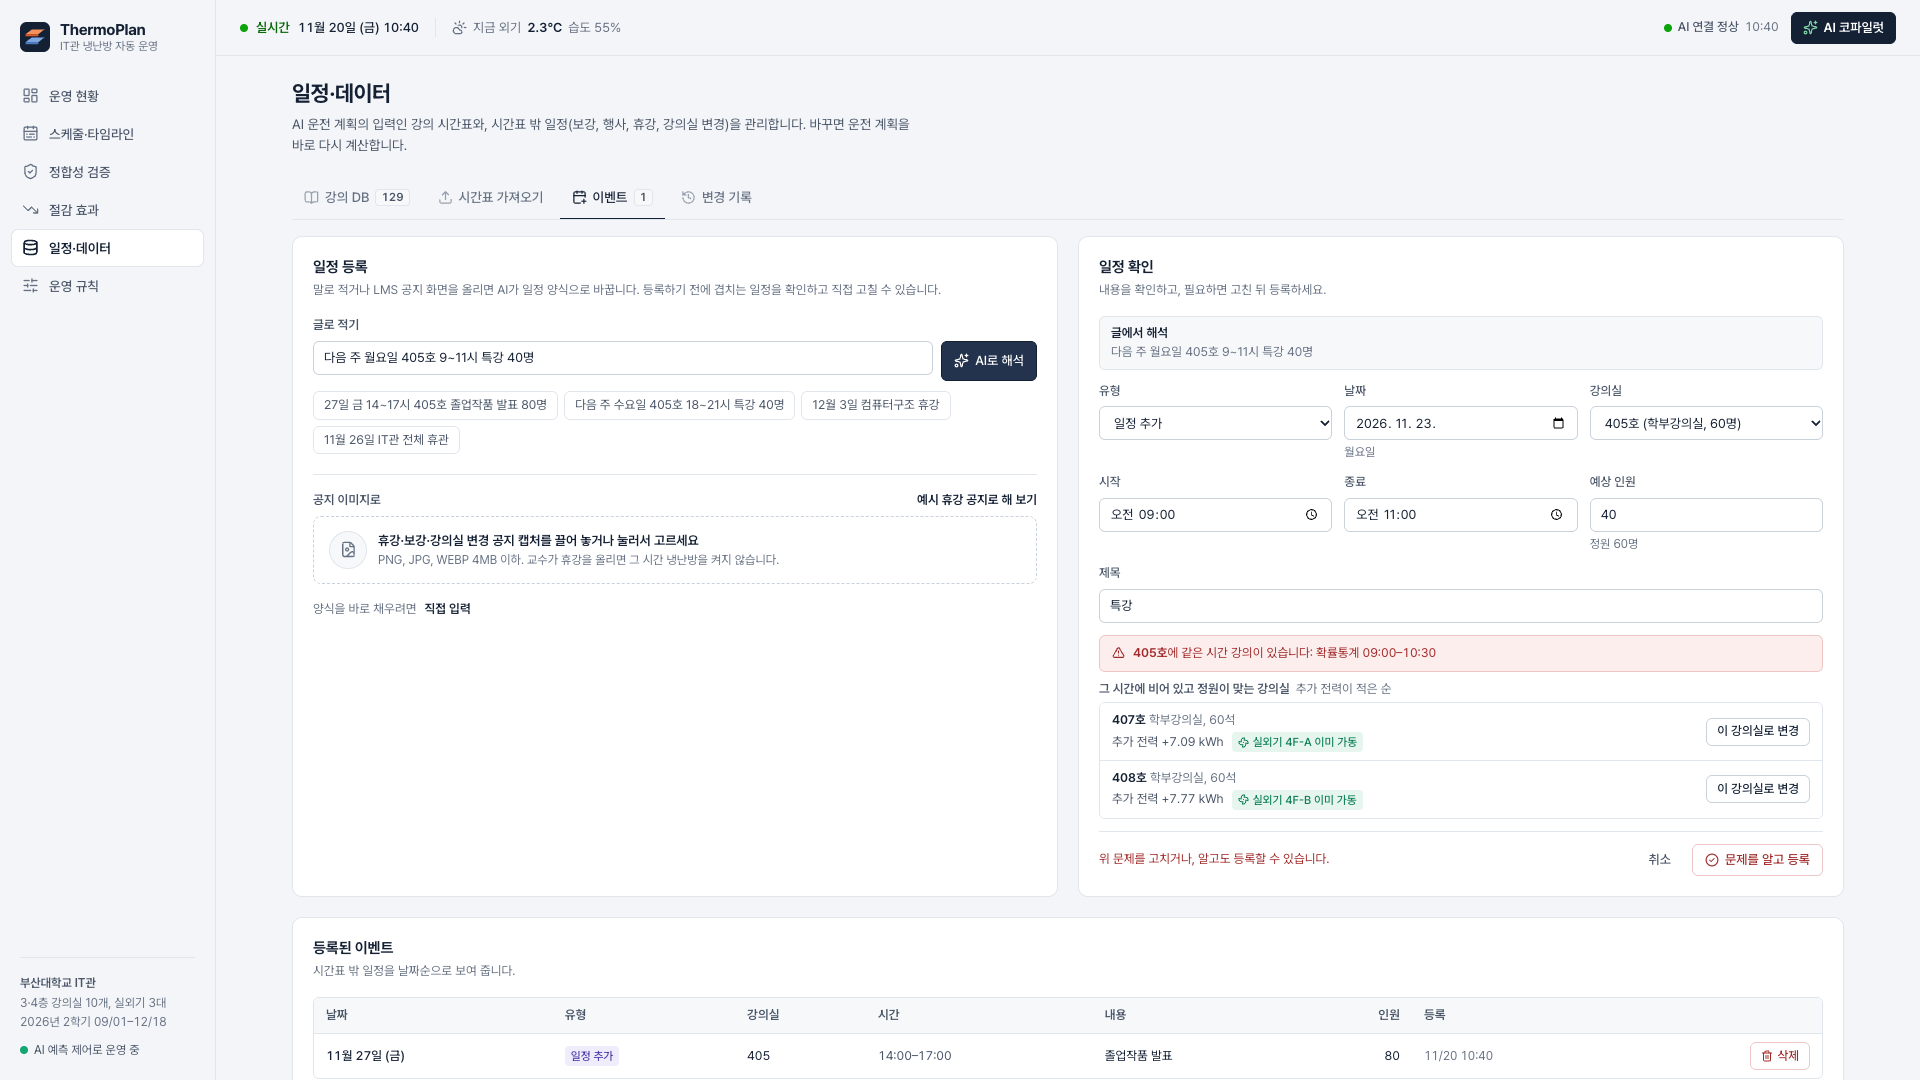 ThermoPlan
IT관 냉난방 자동 운영
운영 현황
스케줄·타임라인
정합성 검증
절감 효과
일정·데이터
운영 규칙
부산대학교 IT관
3·4층 강의실 10개, 실외기 3대
2026년 2학기 09/01–12/18
AI 예측 제어로 운영 중
실시간 11월 20일 (금) 10:40 지금 외기 2.3°C 습도 55%
AI 연결 정상 10:40 AI 코파일럿
일정·데이터
AI 운전 계획의 입력인 강의 시간표와, 시간표 밖 일정(보강, 행사, 휴강, 강의실 변경)을 관리합니다. 바꾸면 운전 계획을
바로 다시 계산합니다.
강의 DB 129 시간표 가져오기 이벤트 1 변경 기록
일정 등록
말로 적거나 LMS 공지 화면을 올리면 AI가 일정 양식으로 바꿉니다. 등록하기 전에 겹치는 일정을 확인하고 직접 고칠 수 있습니다.
글로 적기
다음 주 월요일 405호 9~11시 특강 40명 AI로 해석
27일 금 14~17시 405호 졸업작품 발표 80명 다음 주 수요일 405호 18~21시 특강 40명 12월 3일 컴퓨터구조 휴강
11월 26일 IT관 전체 휴관
공지 이미지로 예시 휴강 공지로 해 보기
휴강·보강·강의실 변경 공지 캡처를 끌어 놓거나 눌러서 고르세요
PNG, JPG, WEBP 4MB 이하. 교수가 휴강을 올리면 그 시간 냉난방을 켜지 않습니다.
양식을 바로 채우려면 직접 입력
일정 확인
내용을 확인하고, 필요하면 고친 뒤 등록하세요.
글에서 해석
다음 주 월요일 405호 9~11시 특강 40명
유형 날짜 강의실
일정 추가 2026. 11. 23. 405호 (학부강의실, 60명)
월요일
시작 종료 예상 인원
오전 09:00 오전 11:00 40
정원 60명
제목
특강
405호에 같은 시간 강의가 있습니다: 확률통계 09:00–10:30
그 시간에 비어 있고 정원이 맞는 강의실 추가 전력이 적은 순
407호 학부강의실, 60석
추가 전력 +7.09 kWh 실외기 4F-A 이미 가동 이 강의실로 변경
408호 학부강의실, 60석
추가 전력 +7.77 kWh 실외기 4F-B 이미 가동 이 강의실로 변경
위 문제를 고치거나, 알고도 등록할 수 있습니다. 취소 문제를 알고 등록
등록된 이벤트
시간표 밖 일정을 날짜순으로 보여 줍니다.
날짜 유형 강의실 시간 내용 인원 등록
11월 27일 (금) 일정 추가 405 14:00–17:00 졸업작품 발표 80 11/20 10:40 삭제